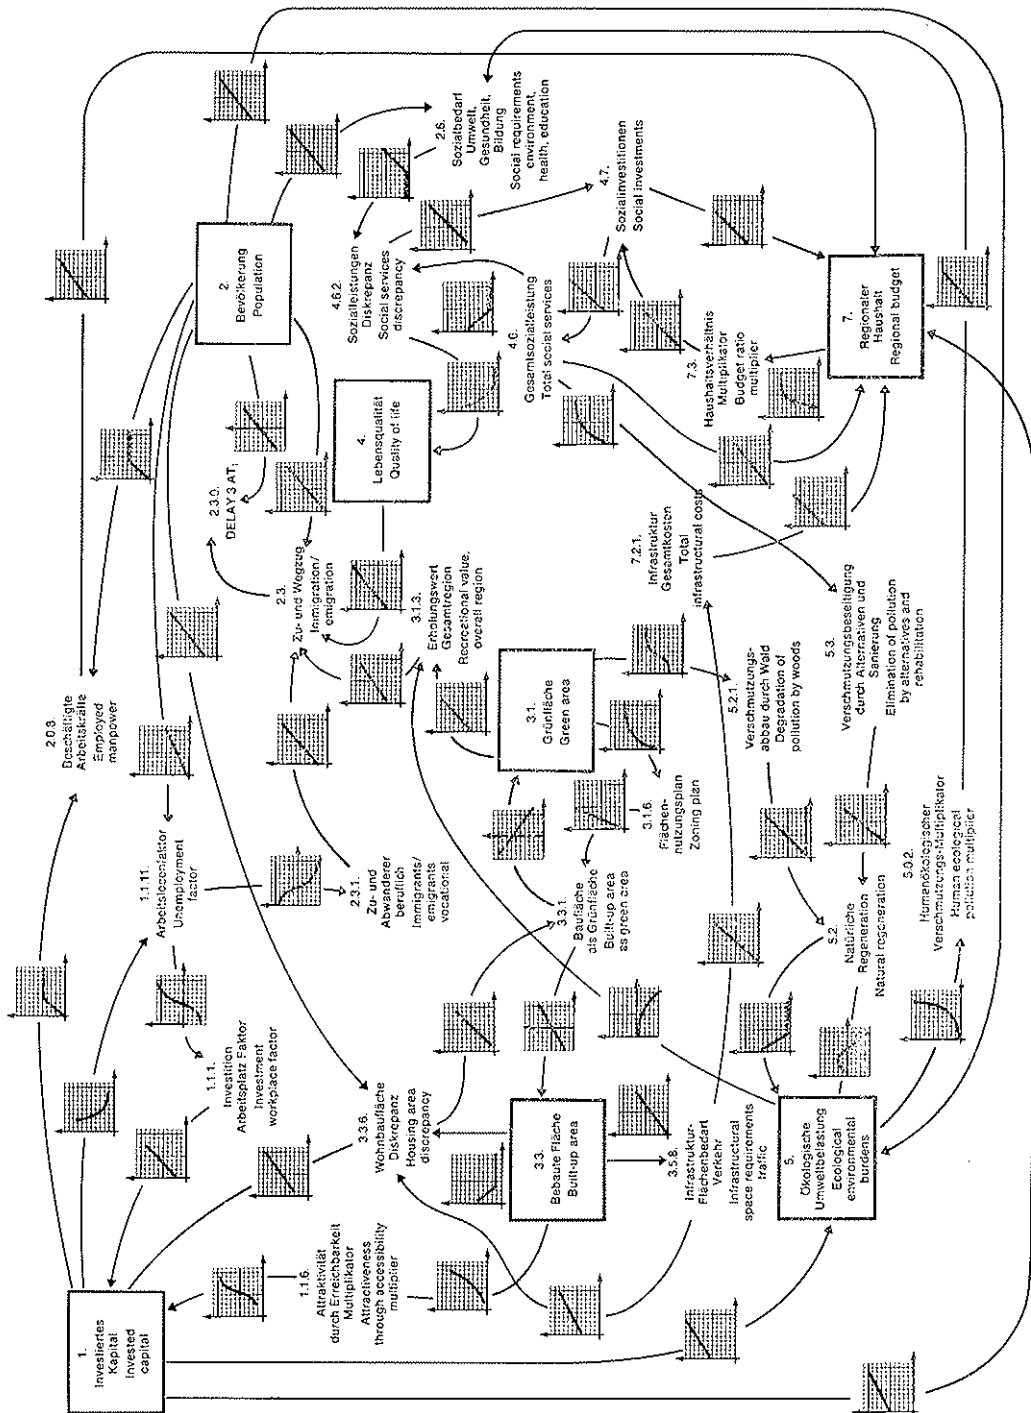 1.
Investiertes
Kapital
Invested
capital
2.
Bevölkerung
Population
2.0.3.
Beschäftigte
Arbeitskräfte
Employed
manpower
1.1.11.
Arbeitslosenfaktor
Unemployment
factor
1.1.1.
Investition
Arbeitsplatz Faktor
Investment
workplace factor
1.1.6.
Attraktivität
durch Erreichbarkeit
Multiplikator
Attractiveness
through accessibility
multiplier
3.3.6.
Wohnbaufläche
Diskrepanz
Housing area
discrepancy
2.3.1.
Zu- und
Abwanderer
beruflich
Immigrants/
emigrants
vocational
2.3.
Zu- und Wegzug
Immigration/
emigration
DELAY 3 AT,
4.
Lebensqualität
Quality of life
4.6.2.
Sozialleistungen
Diskrepanz
Social services
discrepancy
2.6.
Sozialbedarf
Umwelt,
Gesundheit,
Bildung
Social requirements
environment,
health, education
3.1.3.
Erholungswert
Gesamtregion
Recreational value,
overall region
4.6.
Gesamtsozialleistung
Total social services
4.7.
Sozialinvestitionen
Social investments
3.3.
Bebaute Fläche
Built-up area
3.3.1.
Baufläche
als Grünfläche
Built-up area
as green area
3.1.
Grünfläche
Green area
3.1.6.
Flächen-
nutzungsplan
Zoning plan
7.3.
Haushaltsverhältnis
Multiplikator
Budget ratio
multiplier
7.2.1.
Infrastruktur
Gesamtkosten
Total
infrastructural costs
3.5.8.
Infrastruktur-
Flächenbedarf
Verkehr
Infrastructural
space requirements
traffic
5.2.1.
Verschmutzungs-
abbau durch Wald
Degradation of
pollution by woods
7.
Regionaler
Haushalt
Regional budget
5.
Ökologische
Umweltbelastung
Ecological
environmental
burdens
5.2.
Natürliche
Regeneration
Natural regeneration
5.3.
Verschmutzungsbeseitigung
durch Alternativen und
Sanierung
Elimination of pollution
by alternatives and
rehabilitation
5.0.2.
Humanökologischer
Verschmutzungs-Multiplikator
Human ecological
pollution multiplier